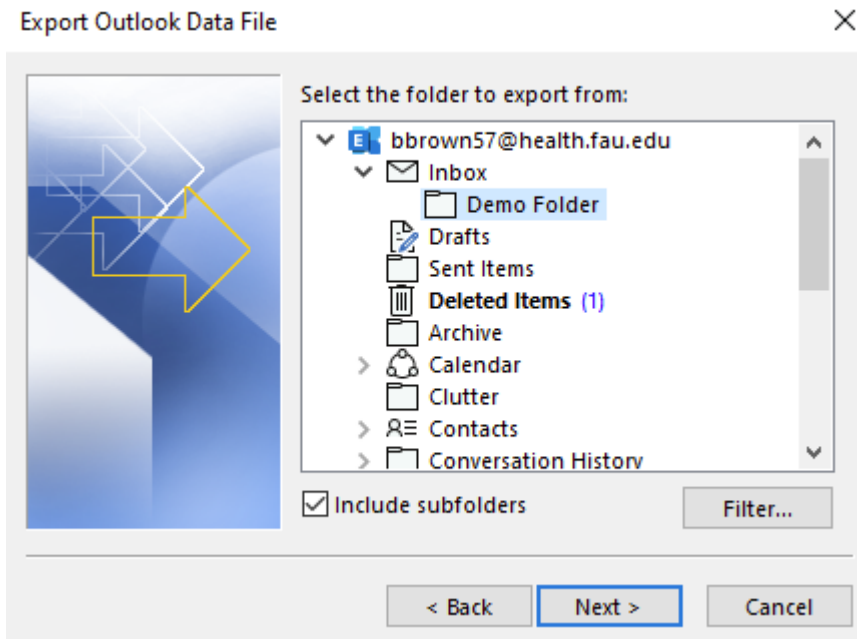 Export Outlook Data File
Select the folder to export from:
bbrown57@health.fau.edu
Inbox
Demo Folder
Drafts
Sent Items
Deleted Items (1)
Archive
Calendar
Clutter
Contacts
Conversation History
Include subfolders
Filter...
< Back
Next >
Cancel